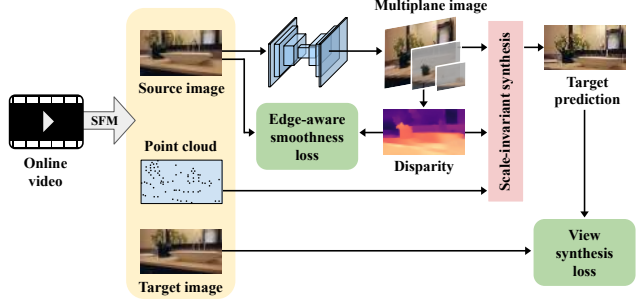 Multiplane image
Source image
SFM
Online
video
Point cloud
Edge-aware
smoothness
loss
Disparity
Scale-invariant synthesis
Target
prediction
Target image
View
synthesis
loss